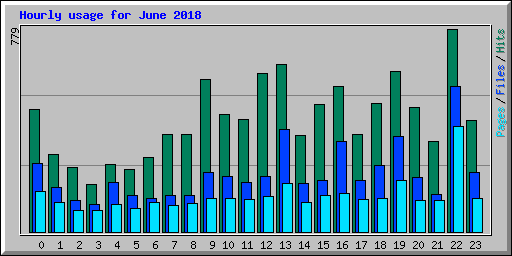 Hourly usage for June 2018
779
Pages/Files/Hits
0 1 2 3 4 5 6 7 8 9 10 11 12 13 14 15 16 17 18 19 20 21 22 23